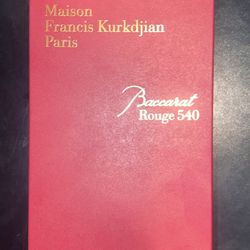 Maison
Francis Kurkdjian
Paris
Baccarat
Rouge 540